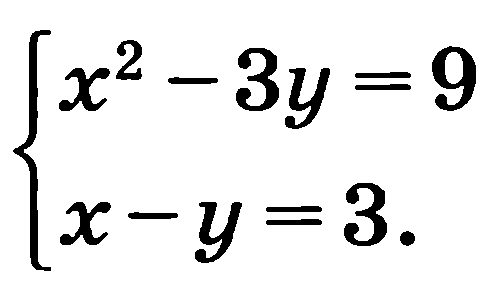 x² − 3y = 9
x − y = 3.